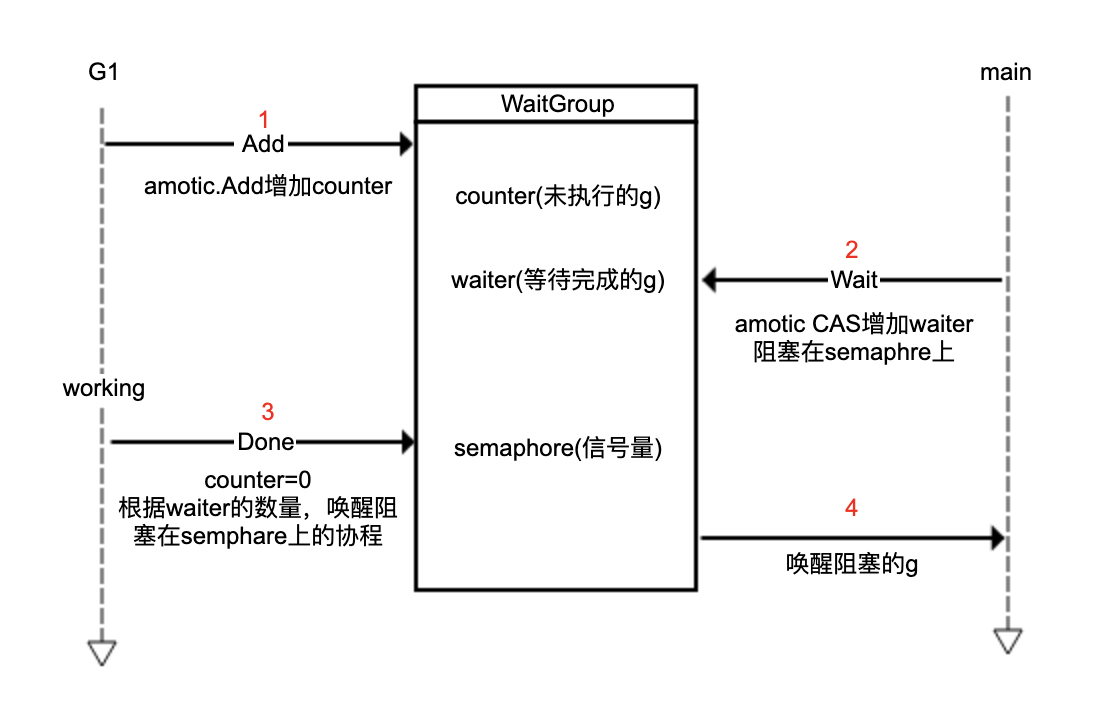 G1
main
WaitGroup
1
Add
amotic.Add增加counter
counter(未执行的g)
2
waiter(等待完成的g)
Wait
amotic CAS增加waiter
阻塞在semaphre上
working
3
Done
semaphore(信号量)
counter=0
根据waiter的数量，唤醒阻
塞在semphare上的协程
4
唤醒阻塞的g